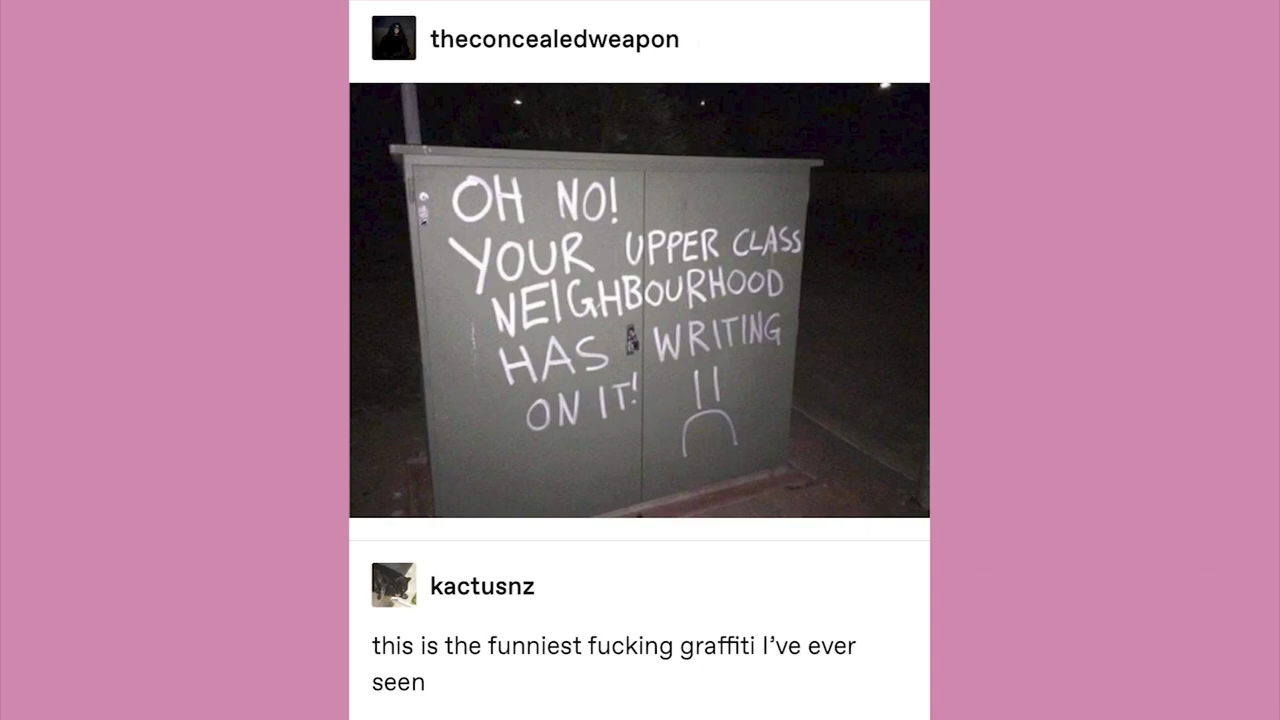 theconcealedweapon
OH NO!
YOUR UPPER CLASS
NEIGHBOURHOOD
HAS WRITING
ON IT!
kactusnz
this is the funniest fucking graffiti I’ve ever
seen